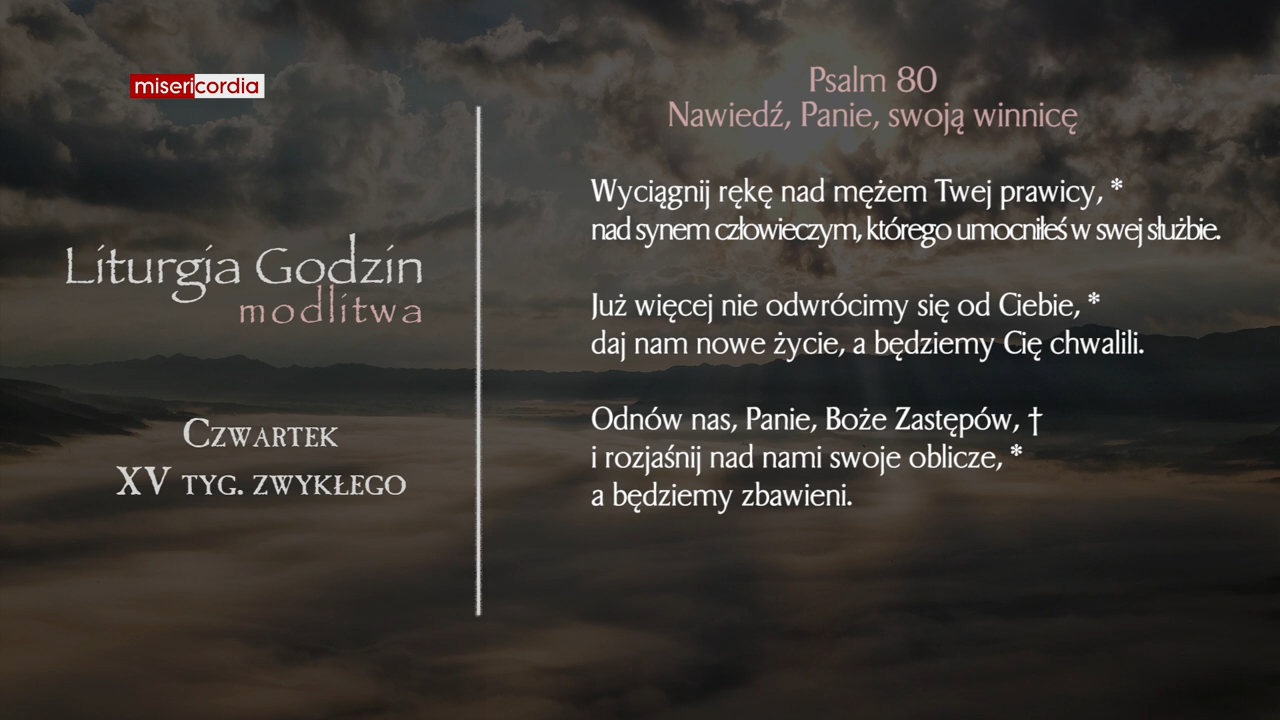 misericordia
Liturgia Godzin
modlitwa
Czwartek
XV tyg. zwykłego
Psalm 80
Nawiedź, Panie, swoją winnicę
Wyciągnij rękę nad mężem Twej prawicy, *
nad synem człowieczym, którego umocniłeś w swej służbie.
Już więcej nie odwrócimy się od Ciebie, *
daj nam nowe życie, a będziemy Cię chwalili.
Odnów nas, Panie, Boże Zastępów, †
i rozjaśnij nad nami swoje oblicze, *
a będziemy zbawieni.